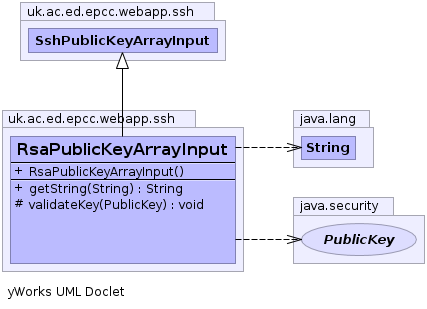 uk.ac.ed.epcc.webapp.ssh
SshPublicKeyArrayInput
uk.ac.ed.epcc.webapp.ssh
RsaPublicKeyArrayInput
+ RsaPublicKeyArrayInput()
+ getString(String) : String
# validateKey(PublicKey) : void
java.lang
String
java.security
PublicKey
yWorks UML Doclet